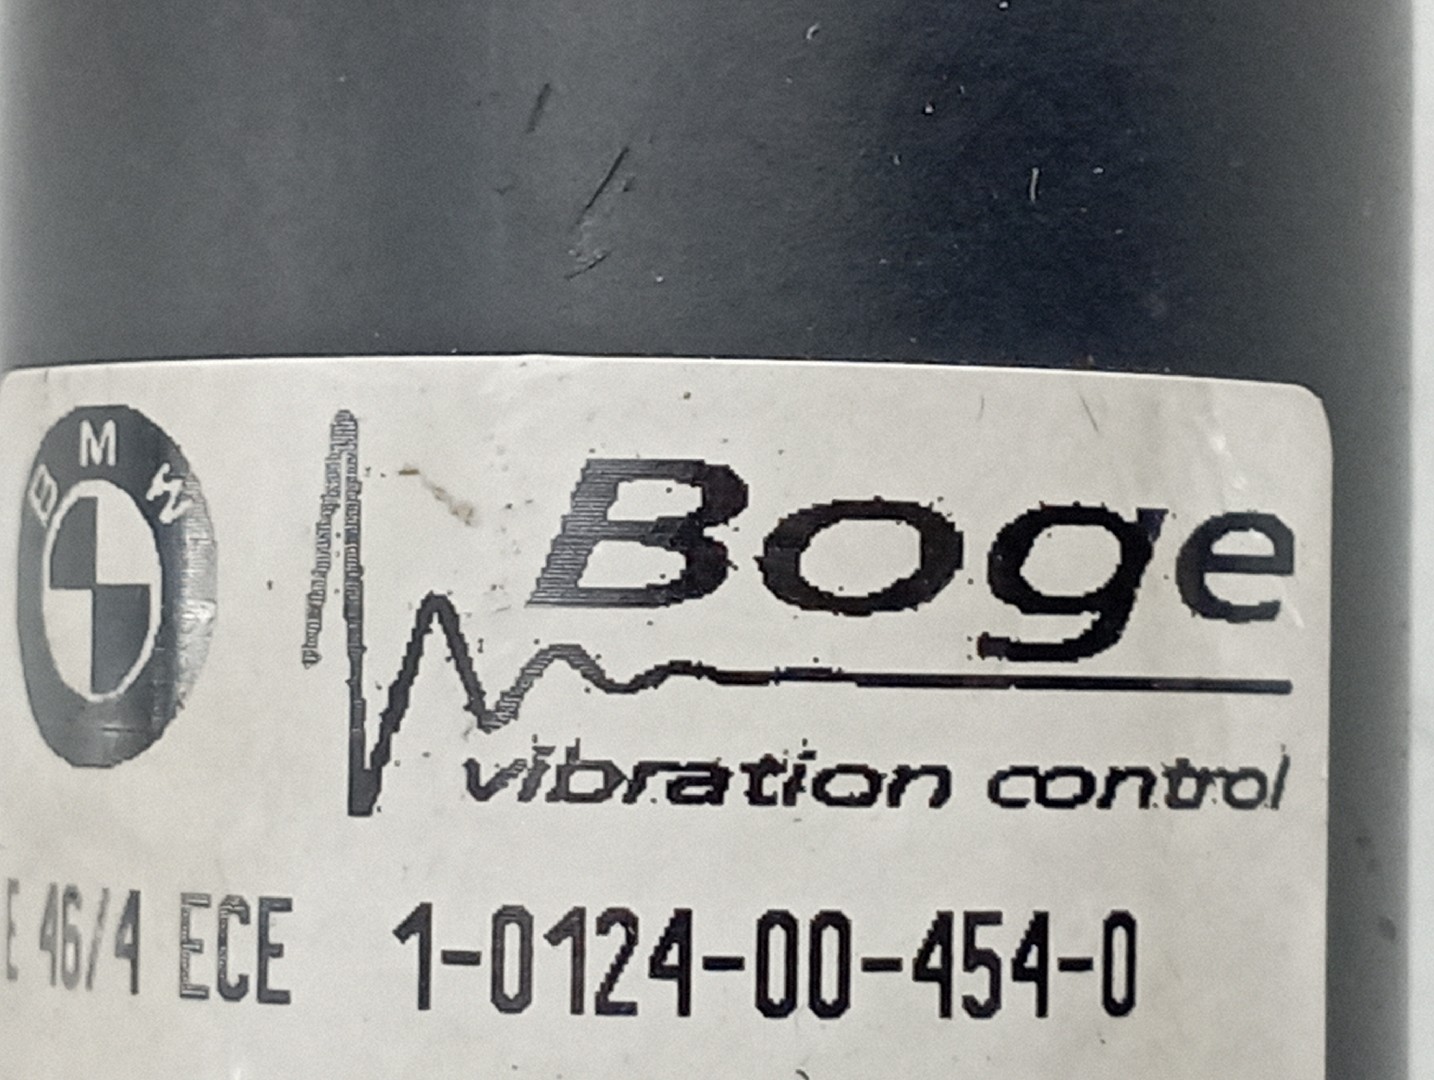 BMW
Boge
vibration control
E 46/4 ECE 1-0124-00-454-0